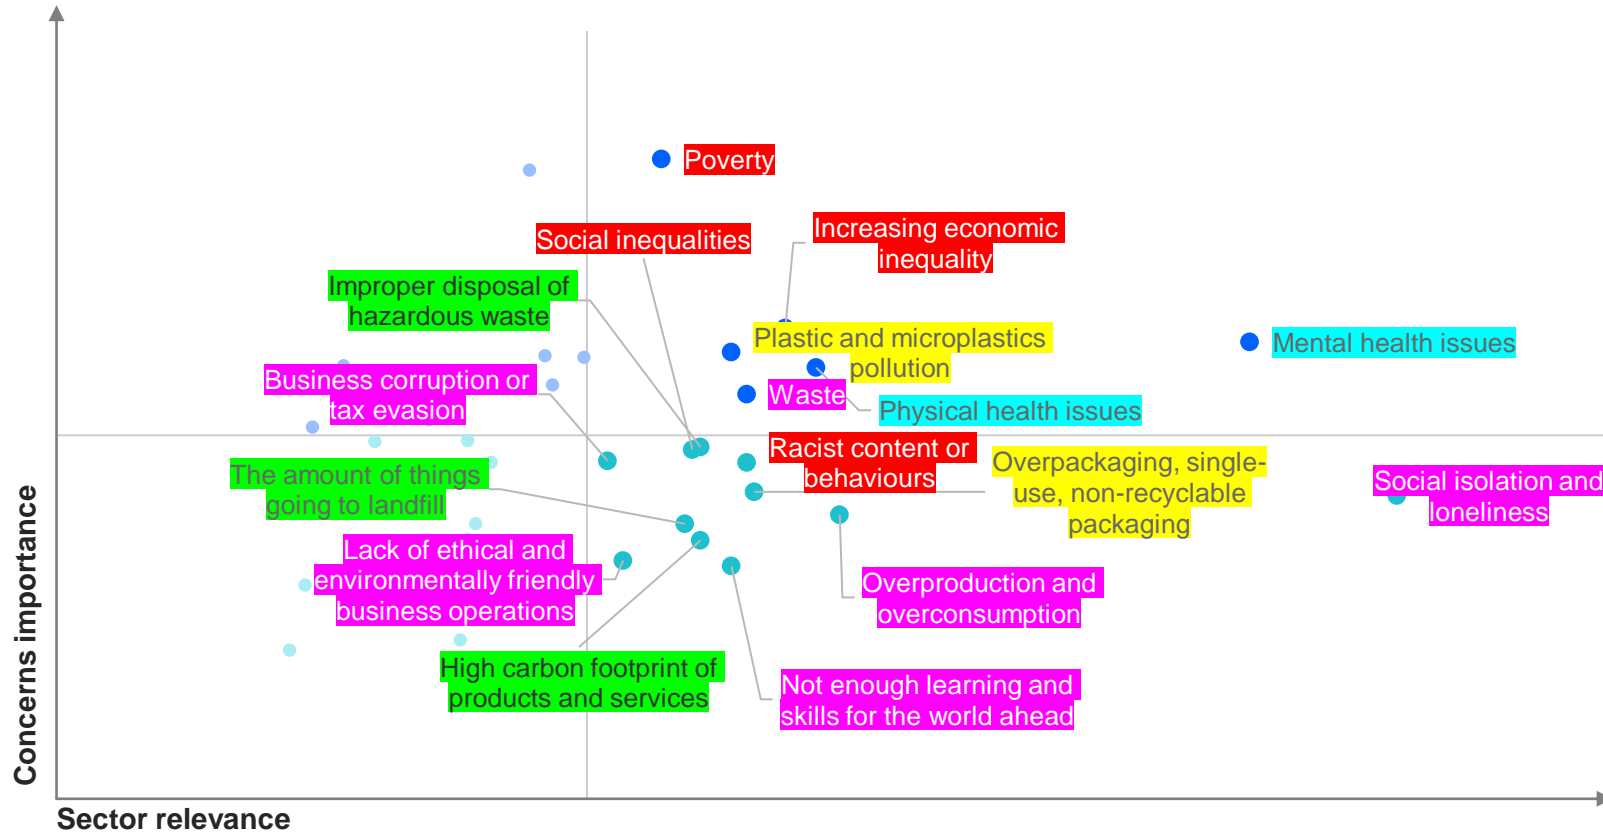 Poverty
Increasing economic
inequality
Social inequalities
Improper disposal of
hazardous waste
Plastic and microplastics
pollution
Mental health issues
Business corruption or
tax evasion
Waste
Physical health issues
Racist content or
behaviours
Overpackaging, single-
use, non-recyclable
packaging
The amount of things
going to landfill
Social isolation and
loneliness
Lack of ethical and
environmentally friendly
business operations
Overproduction and
overconsumption
High carbon footprint of
products and services
Not enough learning and
skills for the world ahead
Concerns importance
Sector relevance